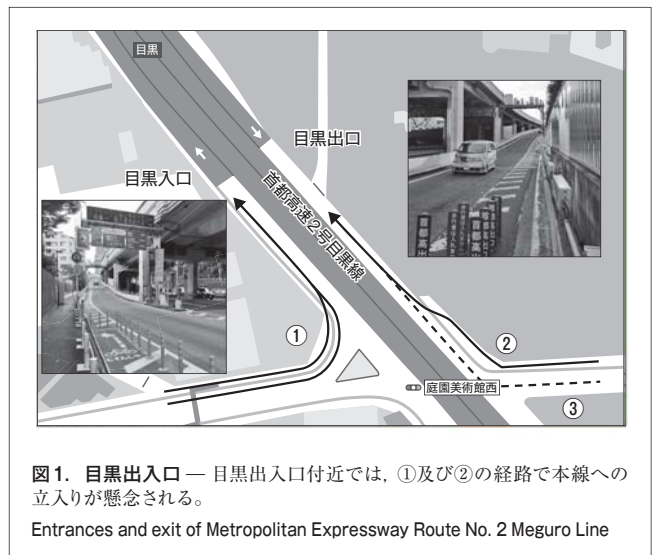 目黒
目黒出口
目黒入口
首都高速2号目黒線
①
②
庭園美術館西
③
図1．目黒出入口 — 目黒出入口付近では，①及び②の経路で本線への
立入りが懸念される。
Entrances and exit of Metropolitan Expressway Route No. 2 Meguro Line